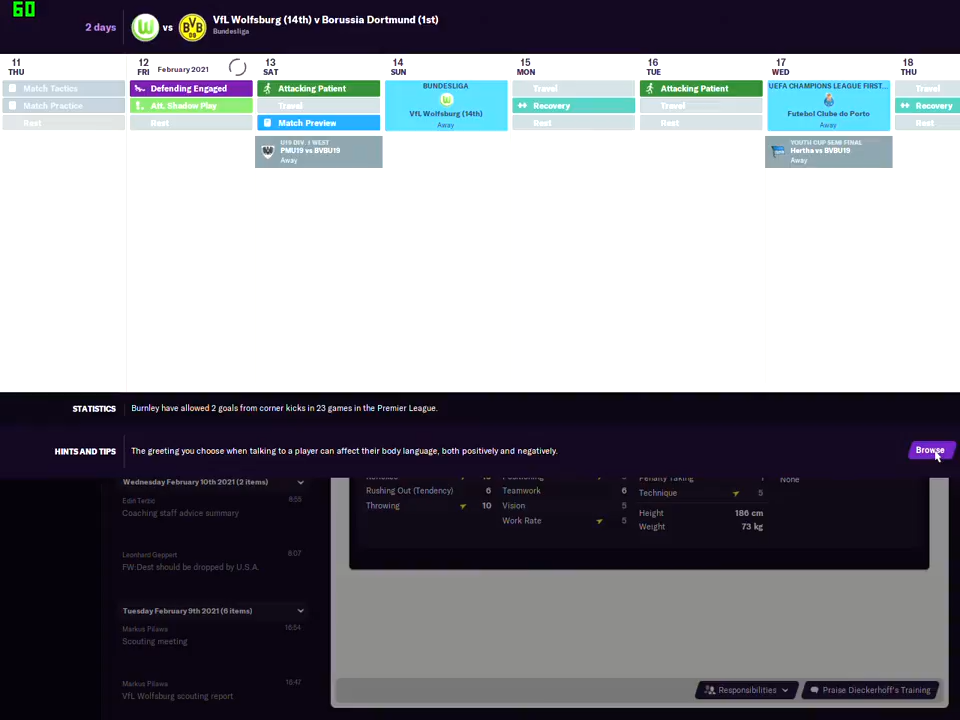 60
2 days
vs
VfL Wolfsburg (14th) v Borussia Dortmund (1st)
Bundesliga
11
THU
12
FRI
February 2021
13
SAT
14
SUN
15
MON
16
TUE
17
WED
18
THU
Match Tactics
Match Practice
Rest
Defending Engaged
Att. Shadow Play
Rest
Attacking Patient
Travel
Match Preview
U19 DIV. 1 WEST
PMU19 vs BVBU19
Away
BUNDESLIGA
VfL Wolfsburg (14th)
Away
Travel
Recovery
Rest
Attacking Patient
Travel
Rest
UEFA CHAMPIONS LEAGUE FIRST...
Futebol Clube do Porto
Away
YOUTH CUP SEMI FINAL
Hertha vs BVBU19
Away
Travel
Recovery
Rest
STATISTICS
Burnley have allowed 2 goals from corner kicks in 23 games in the Premier League.
HINTS AND TIPS
The greeting you choose when talking to a player can affect their body language, both positively and negatively.
Browse
Wednesday February 10th 2021 (2 items)
Edin Terzic
8:55
Coaching staff advice summary
Leonhard Geppert
8:07
FW:Dest should be dropped by U.S.A.
Tuesday February 9th 2021 (6 items)
Markus Pilawa
16:54
Scouting meeting
Markus Pilawa
16:47
VfL Wolfsburg scouting report
Rushing Out (Tendency) 6
Throwing 10
Teamwork 6
Vision 5
Work Rate 5
Technique 5
Height 186 cm
Weight 73 kg
None
Responsibilities
Praise Dieckerhoff's Training